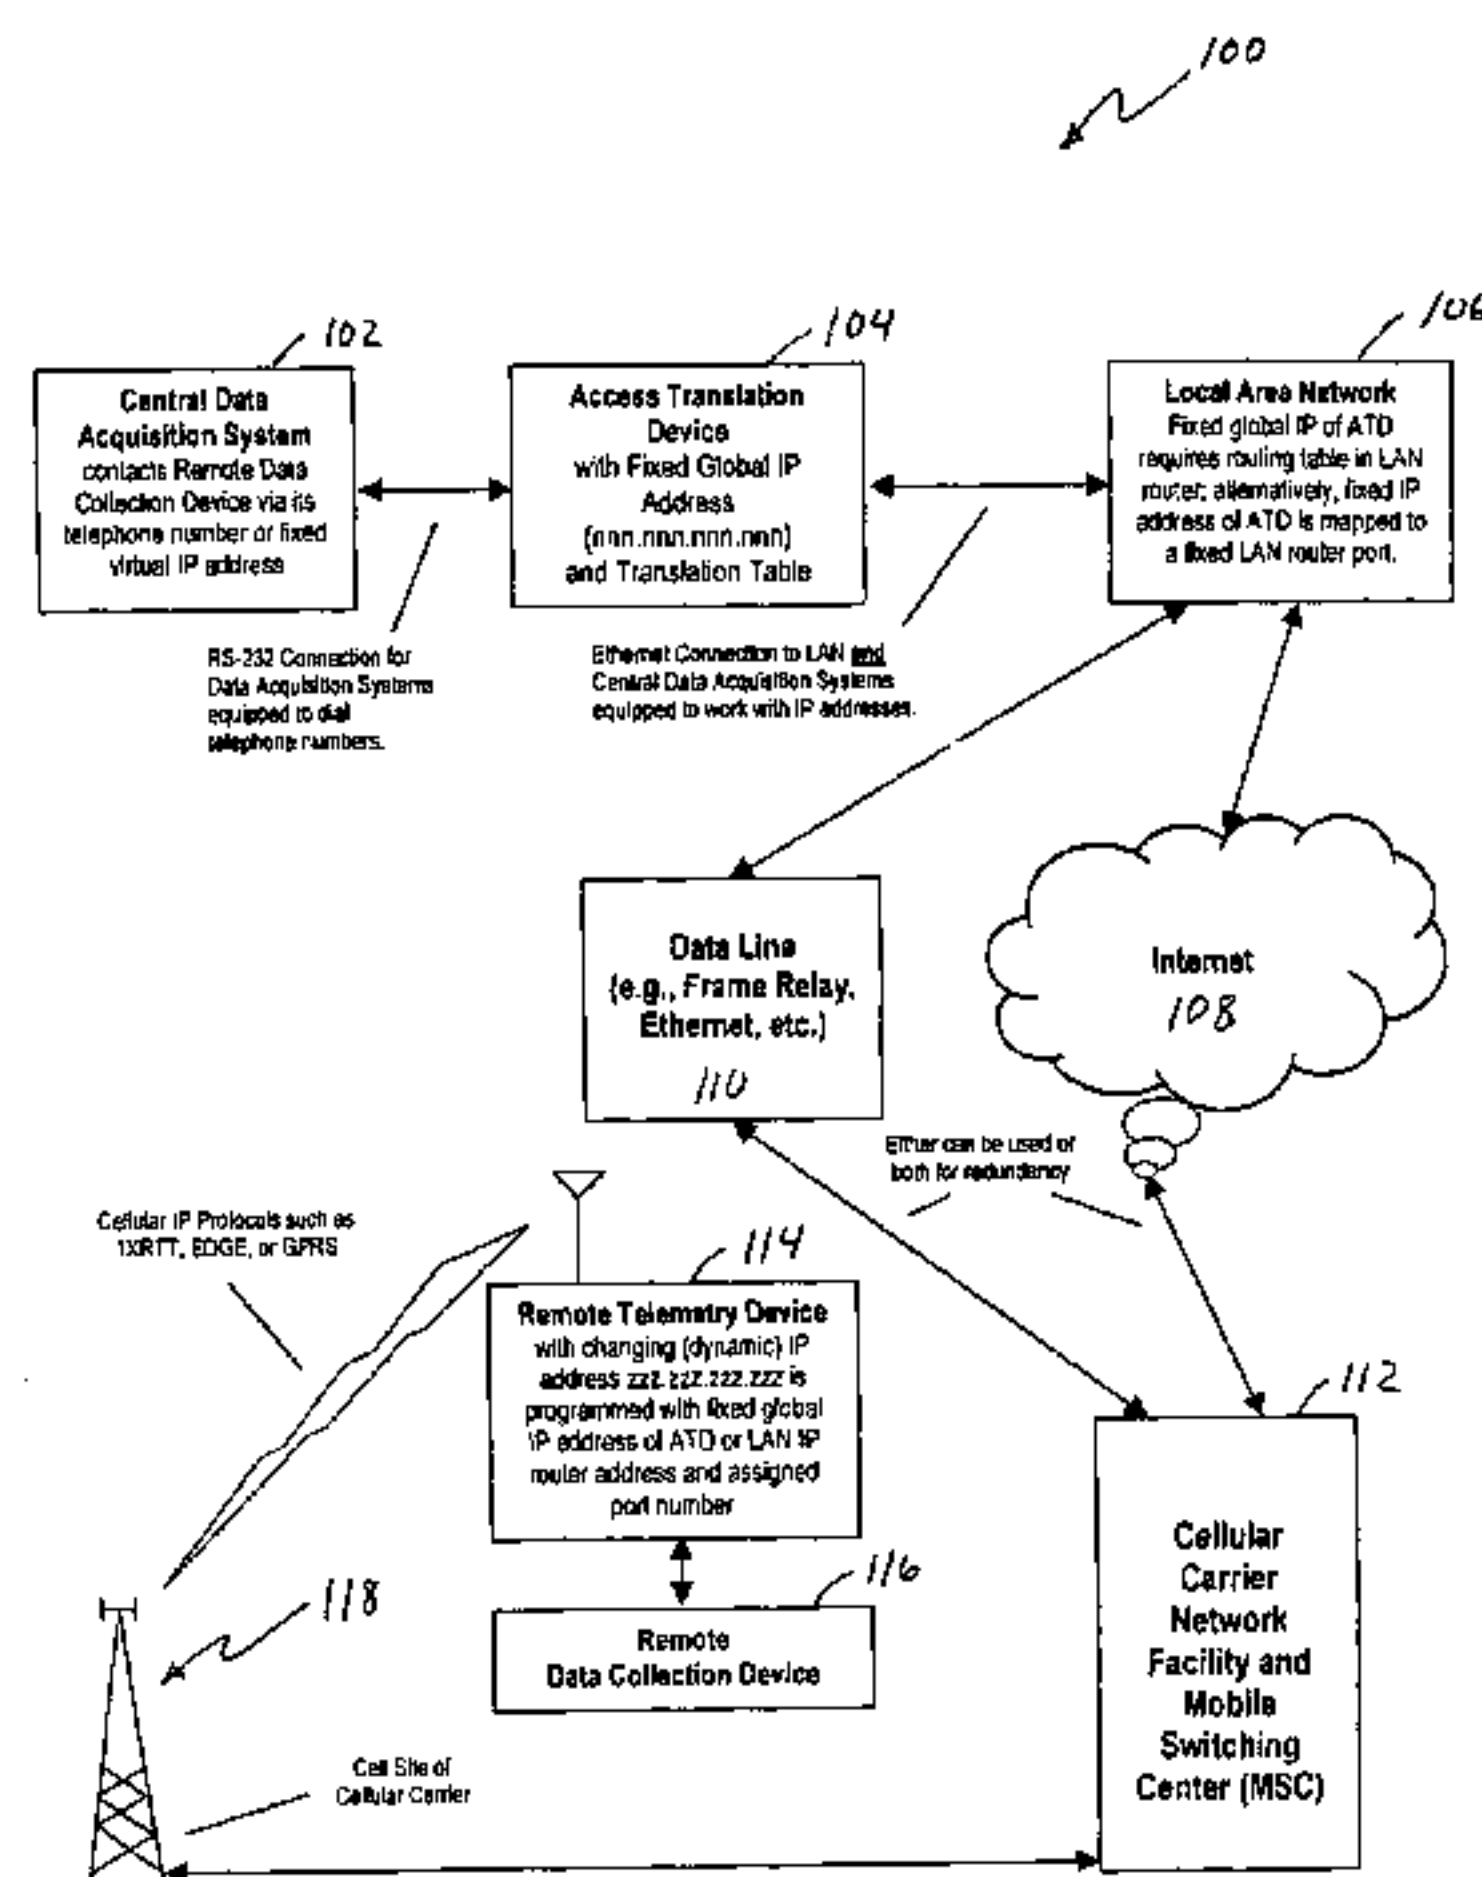 100
102
Central Data
Acquisition System
contacts Remote Data
Collection Device via its
telephone number or fixed
virtual IP address
104
Access Translation
Device
with Fixed Global IP
Address
(nnn.nnn.nnn.nnn)
and Translation Table
106
Local Area Network
Fixed global IP of ATD
requires routing table in LAN
router; alternatively, fixed IP
address of ATD is mapped to
a fixed LAN router port.
RS-232 Connection for
Data Acquisition Systems
equipped to dial
telephone numbers.
Ethernet Connection to LAN and
Central Data Acquisition Systems
equipped to work with IP addresses.
Data Line
(e.g., Frame Relay,
Ethernet, etc.)
110
Internet
108
Either can be used or
both for redundancy
Cellular IP Protocols such as
1XRTT, EDGE, or GPRS
114
Remote Telemetry Device
with changing (dynamic) IP
address zzz.zzz.zzz.zzz is
programmed with fixed global
IP address of ATD or LAN IP
router address and assigned
port number
112
Cellular
Carrier
Network
Facility and
Mobile
Switching
Center (MSC)
116
Remote
Data Collection Device
118
Cell Site of
Cellular Carrier